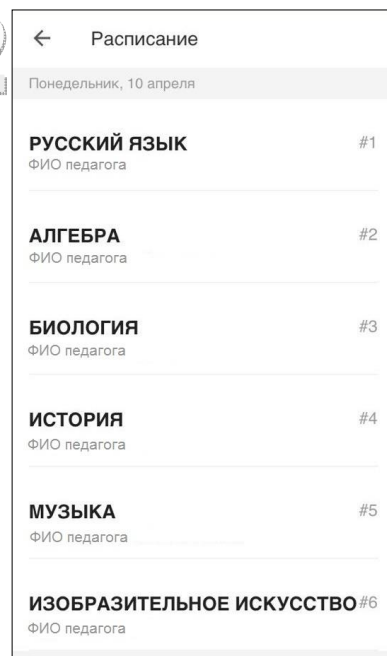 ← Расписание
Понедельник, 10 апреля
РУССКИЙ ЯЗЫК #1
ФИО педагога
АЛГЕБРА #2
ФИО педагога
БИОЛОГИЯ #3
ФИО педагога
ИСТОРИЯ #4
ФИО педагога
МУЗЫКА #5
ФИО педагога
ИЗОБРАЗИТЕЛЬНОЕ ИСКУССТВО #6
ФИО педагога